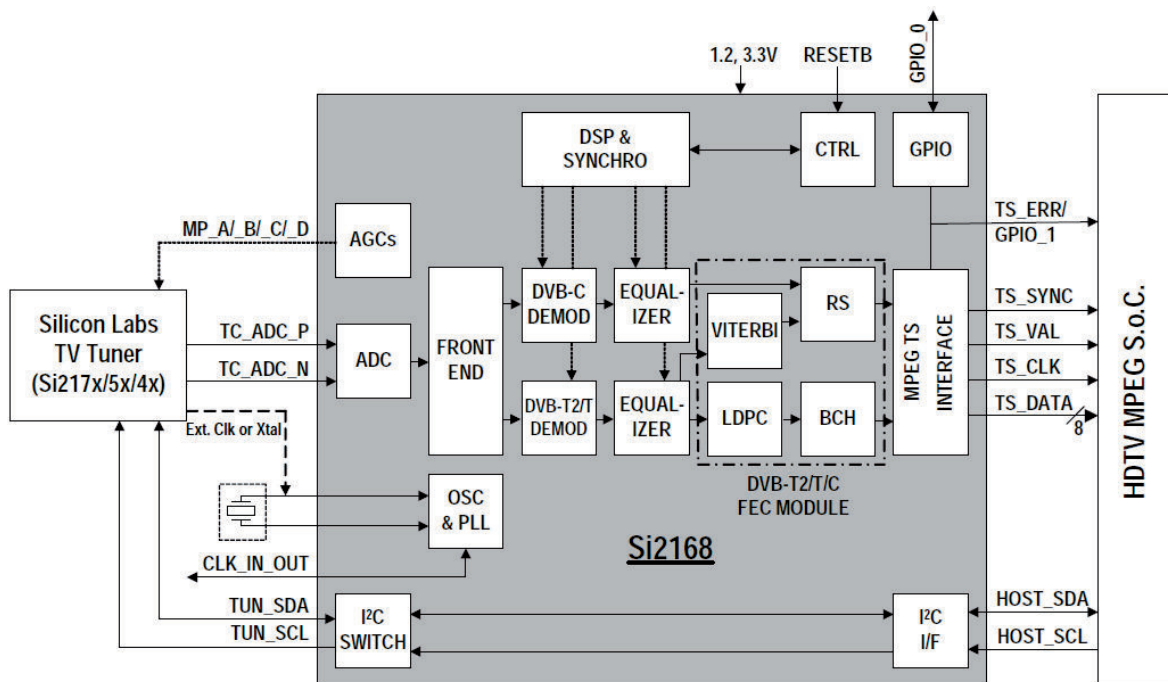 1.2, 3.3V
RESETB
GPIO_0
DSP &
SYNCHRO
CTRL
GPIO
MP_A/_B/_C/_D
AGCs
TS_ERR/
GPIO_1
Silicon Labs
TV Tuner
(Si217x/5x/4x)
TC_ADC_P
TC_ADC_N
ADC
FRONT
END
DVB-C
DEMOD
EQUAL-
IZER
VITERBI
RS
DVB-T2/T
DEMOD
EQUAL-
IZER
LDPC
BCH
MPEG TS
INTERFACE
TS_SYNC
TS_VAL
TS_CLK
TS_DATA
8
HDTV MPEG S.o.C.
Ext. Clk or Xtal
OSC
& PLL
DVB-T2/T/C
FEC MODULE
Si2168
CLK_IN_OUT
TUN_SDA
TUN_SCL
I²C
SWITCH
I²C
I/F
HOST_SDA
HOST_SCL